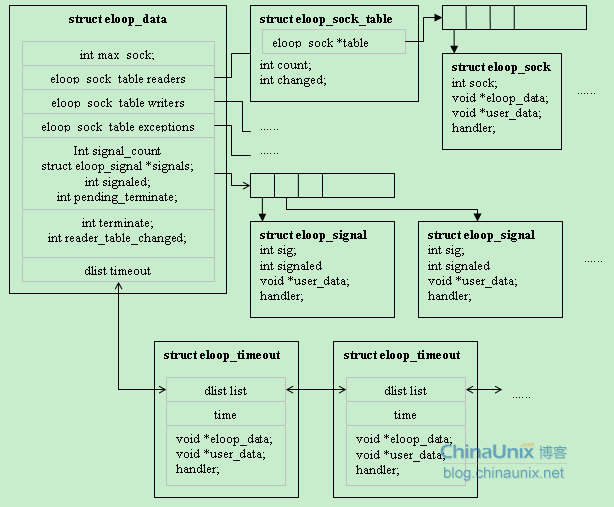 struct eloop_data
int max_sock;
eloop_sock_table readers
eloop_sock_table writers
eloop_sock_table exceptions
Int signal_count
struct eloop_signal *signals;
int signaled;
int pending_terminate;
int terminate;
int reader_table_changed;
dlist timeout
struct eloop_sock_table
eloop_sock *table
int count;
int changed;
......
......
struct eloop_sock
int sock;
void *eloop_data;
void *user_data;
handler;
......
struct eloop_signal
int sig;
int signaled
void *user_data;
handler;
struct eloop_signal
int sig;
int signaled
void *user_data;
handler;
......
struct eloop_timeout
dlist list
time
void *eloop_data;
void *user_data;
handler;
struct eloop_timeout
dlist list
time
void *eloop_data;
void *user_data;
handler;
......
ChinaUnix.net 博客
blog.chinaunix.net